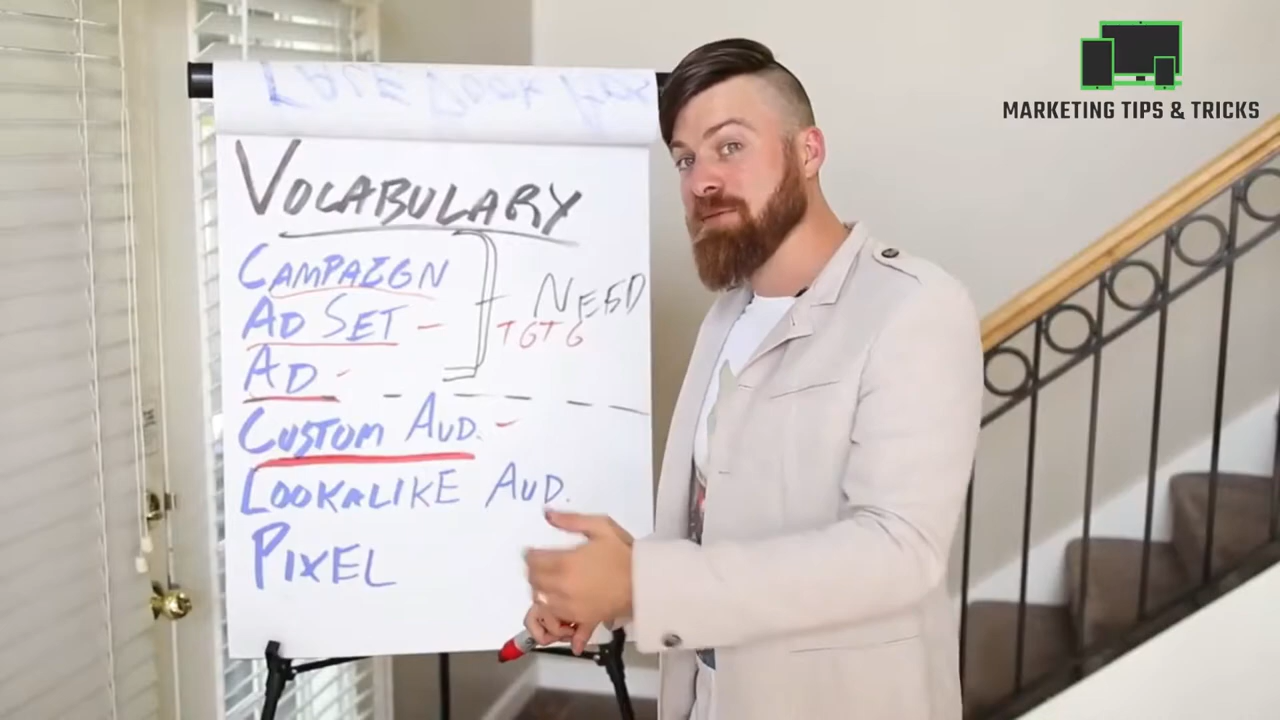 MARKETING TIPS & TRICKS
VOCABULARY
CAMPAIGN
AD SET -
NEED
TGTG
AD -
CUSTOM AUD. -
LOOKALIKE AUD.
PIXEL